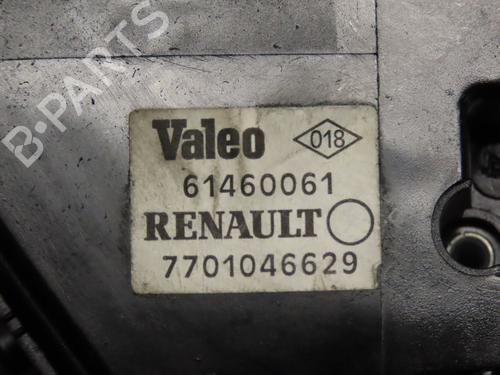 B-PARTS
Valeo 018
61460061
RENAULT
7701046629